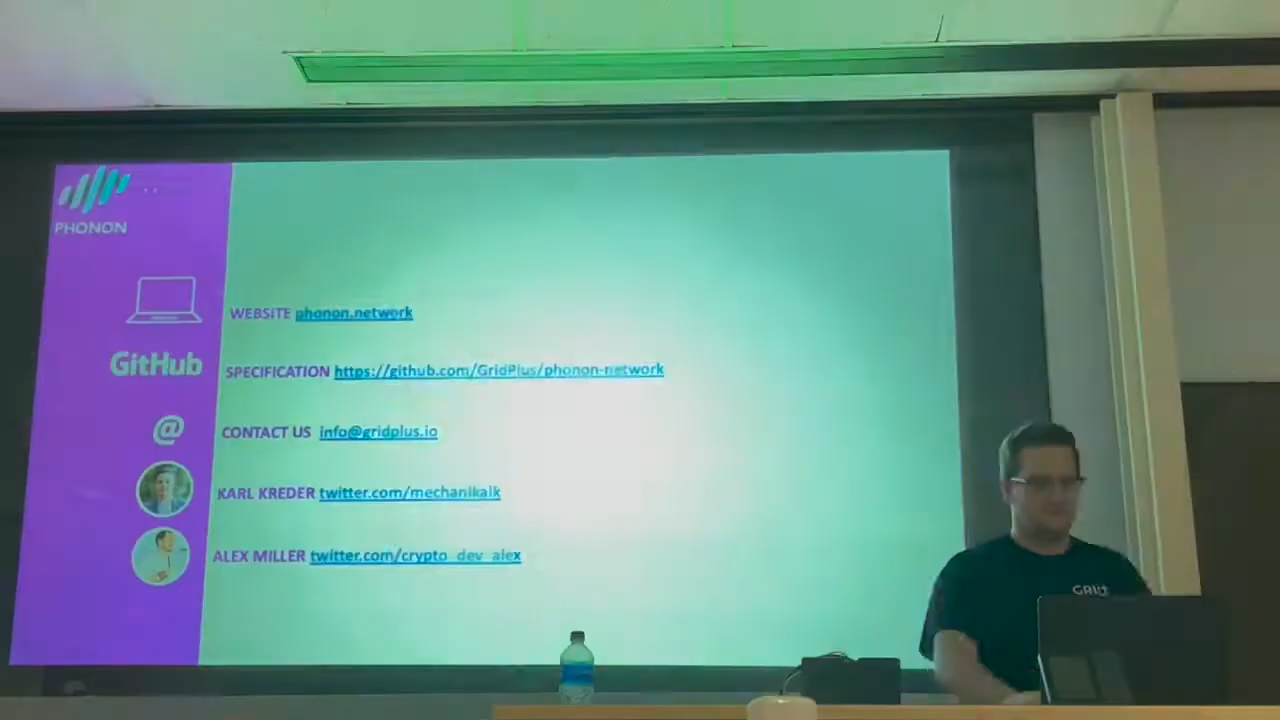 PHONON
WEBSITE phonon.network
GitHub
SPECIFICATION https://github.com/GridPlus/phonon-network
@
CONTACT US info@gridplus.io
KARL KREDER twitter.com/mechanikalk
ALEX MILLER twitter.com/crypto_dev_alex
GRID